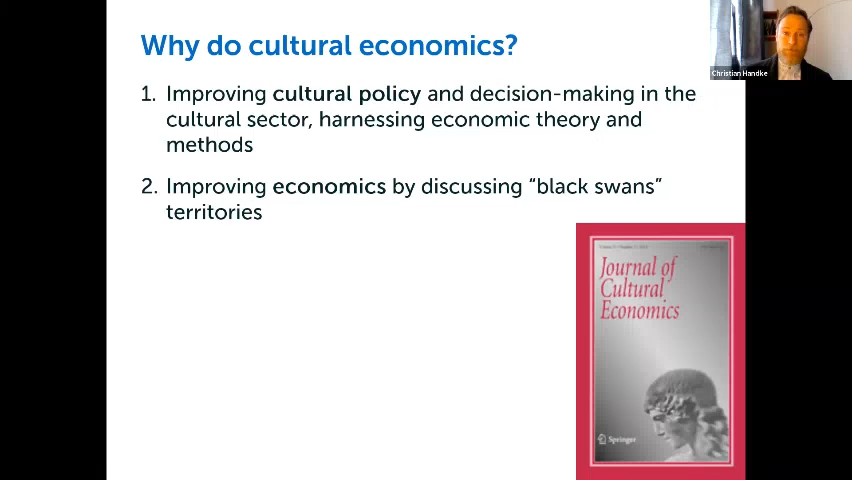 Why do cultural economics?
Christian Handke
1. Improving cultural policy and decision-making in the
cultural sector, harnessing economic theory and
methods
2. Improving economics by discussing “black swans”
territories
Journal of
Cultural
Economics
Springer